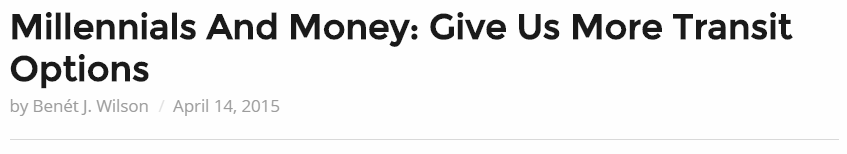 Millennials And Money: Give Us More Transit
Options
by Benét J. Wilson / April 14, 2015